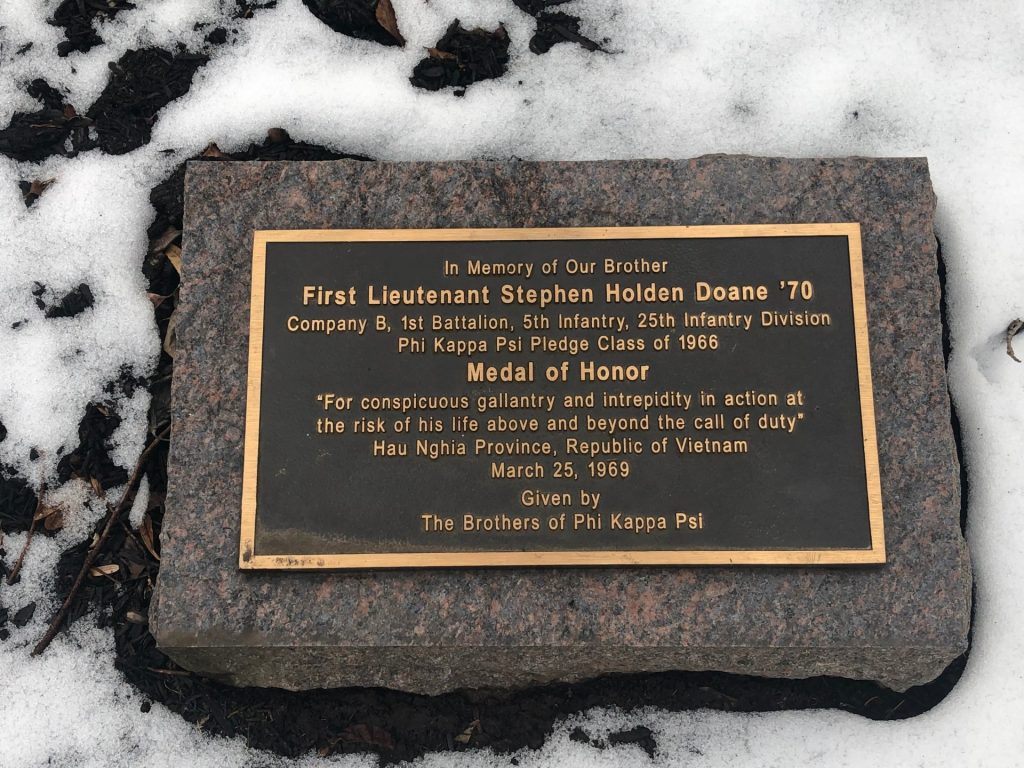 In Memory of Our Brother
First Lieutenant Stephen Holden Doane ’70
Company B, 1st Battalion, 5th Infantry, 25th Infantry Division
Phi Kappa Psi Pledge Class of 1966
Medal of Honor
“For conspicuous gallantry and intrepidity in action at
the risk of his life above and beyond the call of duty”
Hau Nghia Province, Republic of Vietnam
March 25, 1969
Given by
The Brothers of Phi Kappa Psi